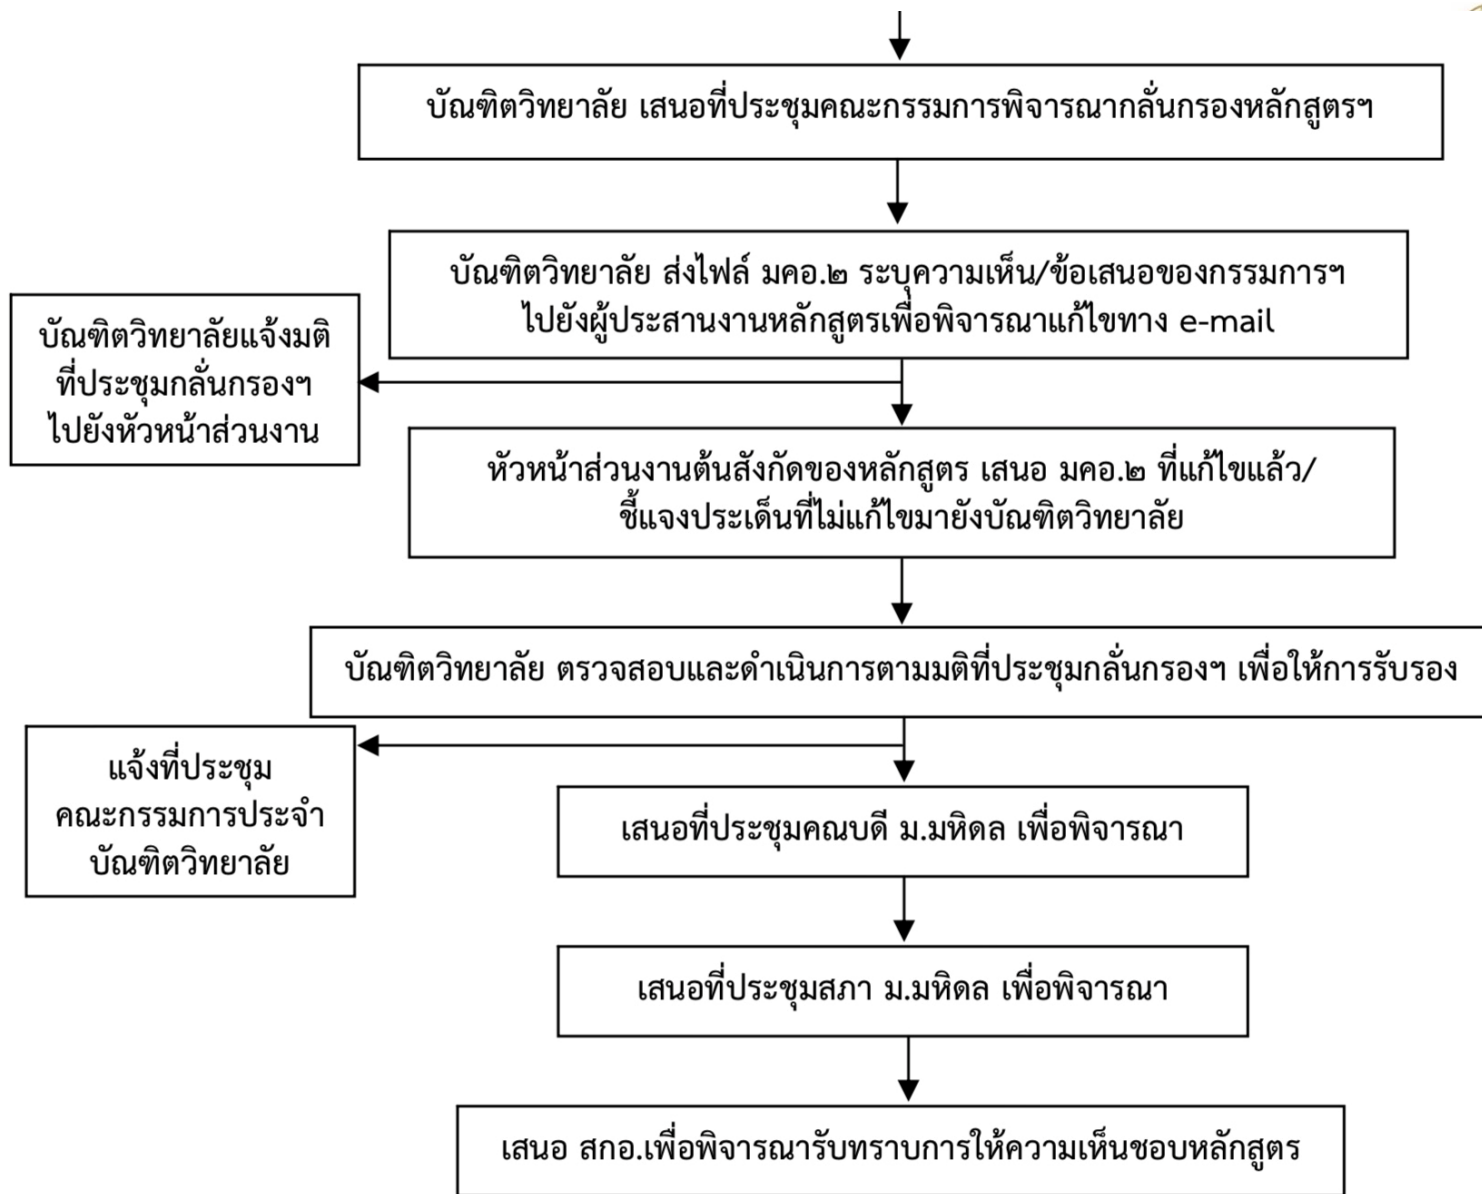 บัณฑิตวิทยาลัย เสนอที่ประชุมคณะกรรมการพิจารณากลั่นกรองหลักสูตรฯ
บัณฑิตวิทยาลัย ส่งไฟล์ มคอ.๒ ระบุความเห็น/ข้อเสนอของกรรมการฯ
ไปยังผู้ประสานงานหลักสูตรเพื่อพิจารณาแก้ไขทาง e-mail
บัณฑิตวิทยาลัยแจ้งมติ
ที่ประชุมกลั่นกรองฯ
ไปยังหัวหน้าส่วนงาน
หัวหน้าส่วนงานต้นสังกัดของหลักสูตร เสนอ มคอ.๒ ที่แก้ไขแล้ว/
ชี้แจงประเด็นที่ไม่แก้ไขมายังบัณฑิตวิทยาลัย
บัณฑิตวิทยาลัย ตรวจสอบและดำเนินการตามมติที่ประชุมกลั่นกรองฯ เพื่อให้การรับรอง
แจ้งที่ประชุม
คณะกรรมการประจำ
บัณฑิตวิทยาลัย
เสนอที่ประชุมคณบดี ม.มหิดล เพื่อพิจารณา
เสนอที่ประชุมสภา ม.มหิดล เพื่อพิจารณา
เสนอ สกอ.เพื่อพิจารณารับทราบการให้ความเห็นชอบหลักสูตร